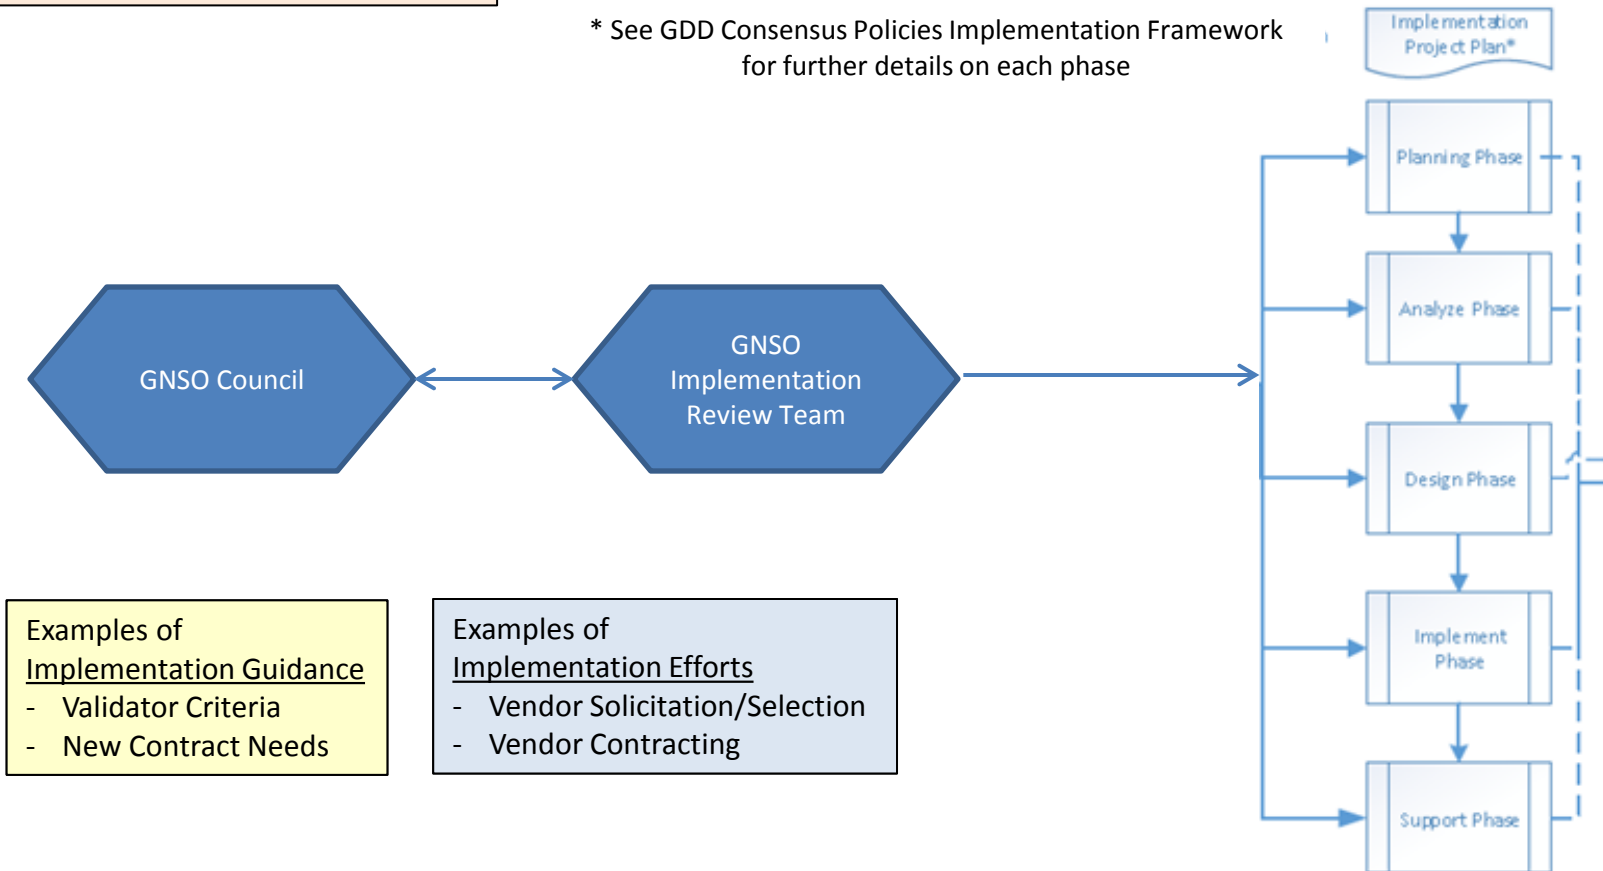 * See GDD Consensus Policies Implementation Framework
for further details on each phase
Implementation
Project Plan*
Planning Phase
Analyze Phase
GNSO Council
GNSO
Implementation
Review Team
Design Phase
Examples of
Implementation Guidance
- Validator Criteria
- New Contract Needs
Examples of
Implementation Efforts
- Vendor Solicitation/Selection
- Vendor Contracting
Implement
Phase
Support Phase